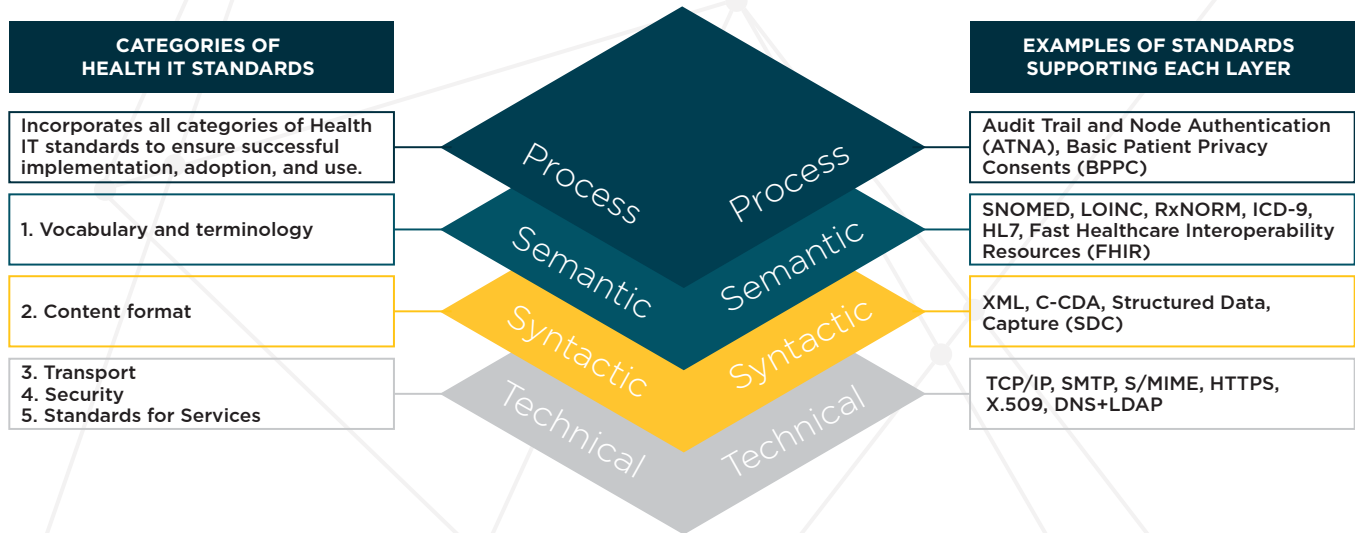 CATEGORIES OF
HEALTH IT STANDARDS
EXAMPLES OF STANDARDS
SUPPORTING EACH LAYER
Incorporates all categories of Health
IT standards to ensure successful
implementation, adoption, and use.
Process
Process
Audit Trail and Node Authentication
(ATNA), Basic Patient Privacy
Consents (BPPC)
1. Vocabulary and terminology
Semantic
Semantic
SNOMED, LOINC, RxNORM, ICD-9,
HL7, Fast Healthcare Interoperability
Resources (FHIR)
2. Content format
Syntactic
Syntactic
XML, C-CDA, Structured Data,
Capture (SDC)
3. Transport
4. Security
5. Standards for Services
Technical
Technical
TCP/IP, SMTP, S/MIME, HTTPS,
X.509, DNS+LDAP